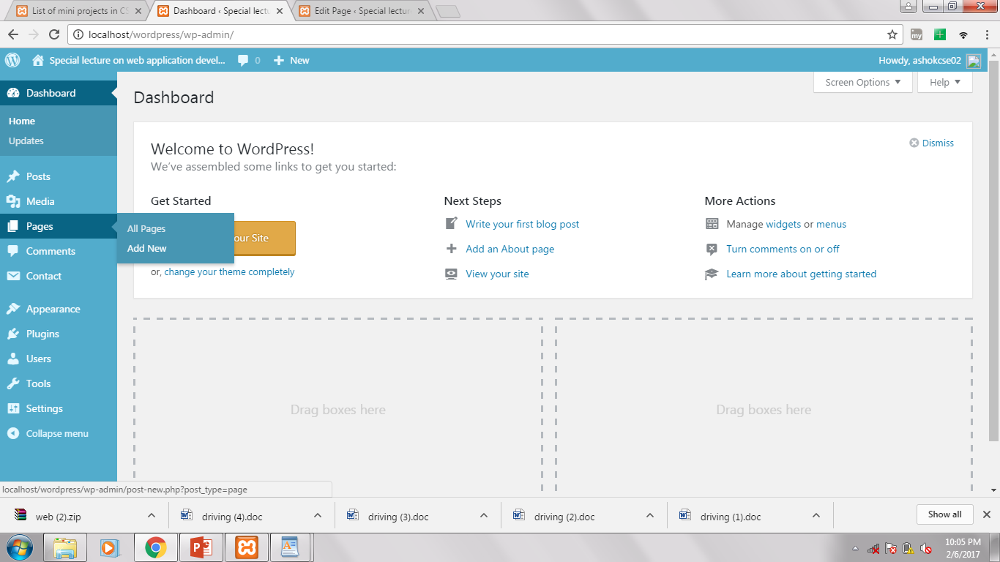 List of mini projects in CS
Dashboard ‹ Special lectu
Edit Page ‹ Special lectur
localhost/wordpress/wp-admin/
my
Special lecture on web application devel... 0 New
Howdy, ashokcse02
Screen Options
Help
Dashboard
Home
Updates
Posts
Media
Pages
All Pages
Add New
Comments
Contact
Appearance
Plugins
Users
Tools
Settings
Collapse menu
Dashboard
Welcome to WordPress!
Dismiss
We've assembled some links to get you started:
Get Started
our Site
or, change your theme completely
Next Steps
Write your first blog post
Add an About page
View your site
More Actions
Manage widgets or menus
Turn comments on or off
Learn more about getting started
Drag boxes here
Drag boxes here
localhost/wordpress/wp-admin/post-new.php?post_type=page
web (2).zip
driving (4).doc
driving (3).doc
driving (2).doc
driving (1).doc
Show all
10:05 PM
2/6/2017